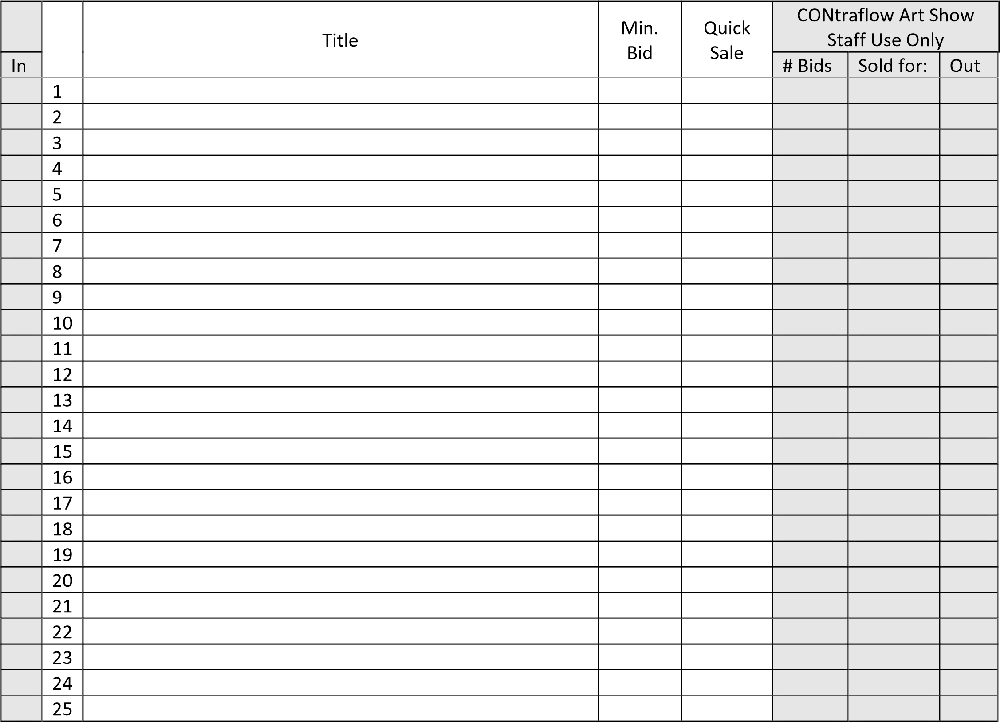 CONtraflow Art Show
Staff Use Only
Title
Min.
Bid
Quick
Sale
In
# Bids
Sold for:
Out
1
2
3
4
5
6
7
8
9
10
11
12
13
14
15
16
17
18
19
20
21
22
23
24
25